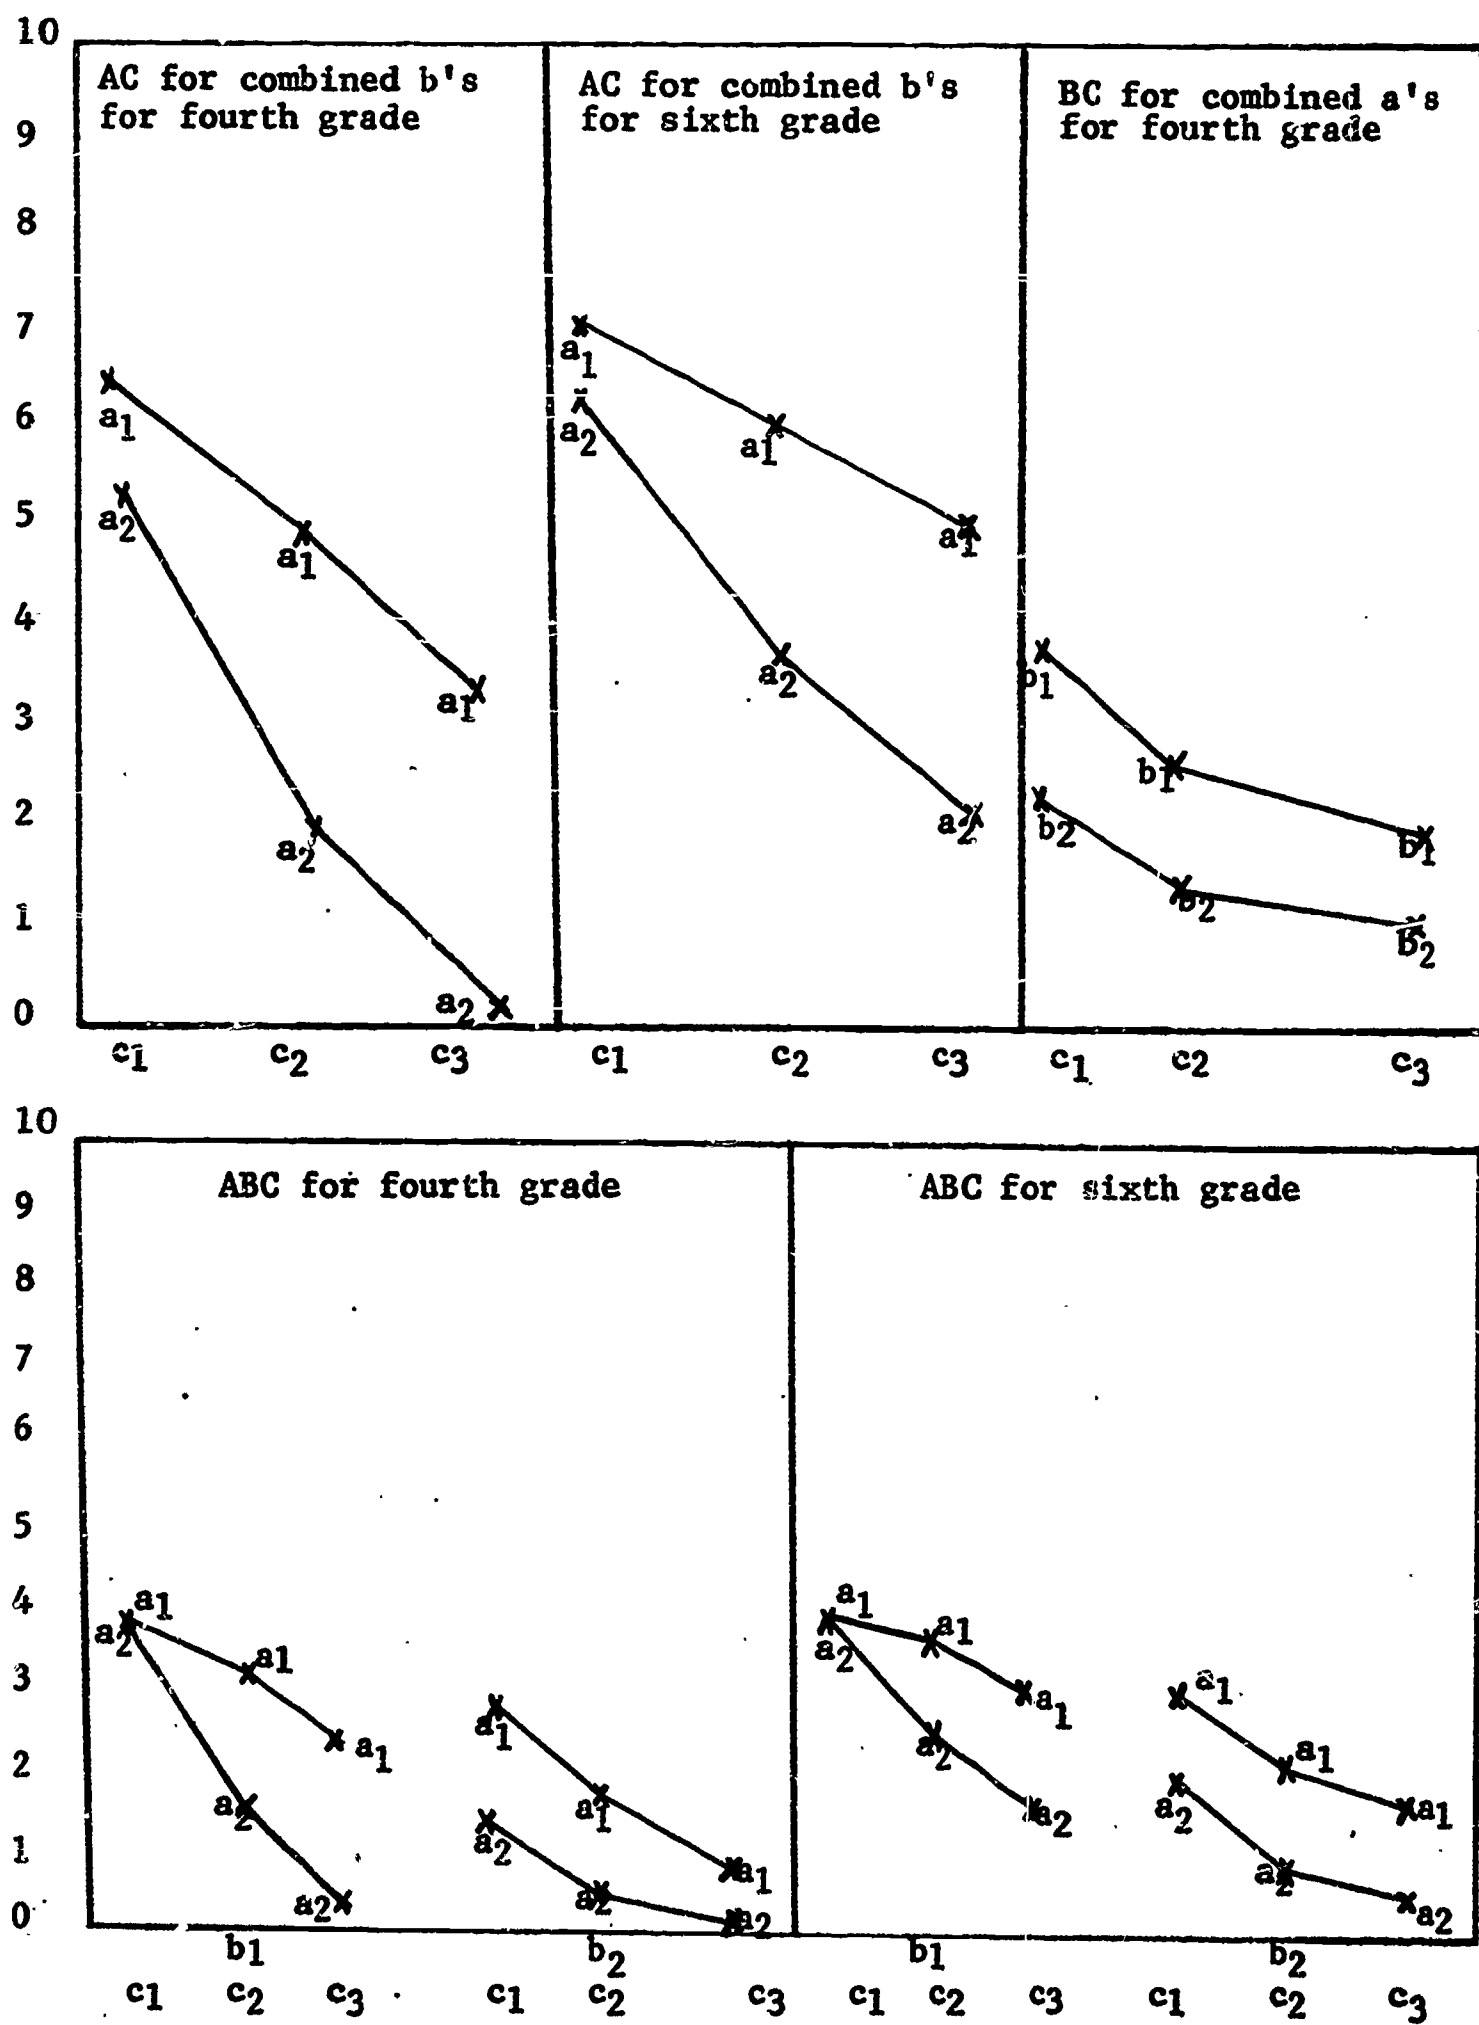 10
AC for combined b's
for fourth grade
AC for combined b's
for sixth grade
BC for combined a's
for fourth grade
9
8
7
6
5
4
3
2
1
0
a1
a1
a1
a2
a2
a2
a1
a1
a1
a2
a2
a2
b1
b1
b1
b2
b2
b2
c1 c2 c3 c1 c2 c3 c1 c2 c3
10
ABC for fourth grade
ABC for sixth grade
9
8
7
6
5
4
3
2
1
0
a1
a1
a1
a2
a2
a2
a1
a1
a1
a2
a2
a2
a1
a1
a1
a2
a2
a2
a1
a1
a1
a2
a2
a2
b1 b2 b1 b2
c1 c2 c3 c1 c2 c3 c1 c2 c3 c1 c2 c3